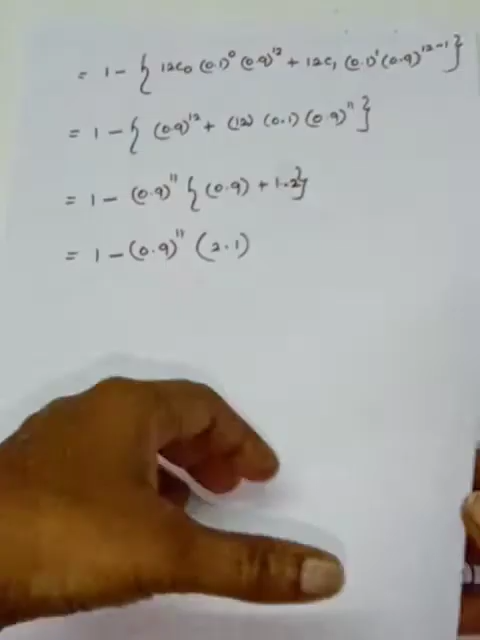 = 1 - { 12C₀ (0.1)⁰ (0.9)¹² + 12C₁ (0.1)¹ (0.9)¹²⁻¹ }
= 1 - { (0.9)¹² + (12) (0.1) (0.9)¹¹ }
= 1 - (0.9)¹¹ { (0.9) + 1.2 }
= 1 - (0.9)¹¹ (2.1)